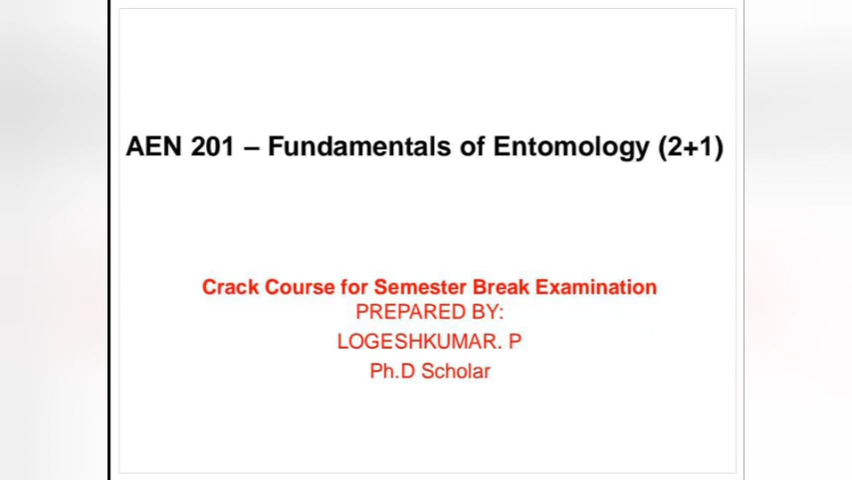 AEN 201 – Fundamentals of Entomology (2+1)
Crack Course for Semester Break Examination
PREPARED BY:
LOGESHKUMAR. P
Ph.D Scholar